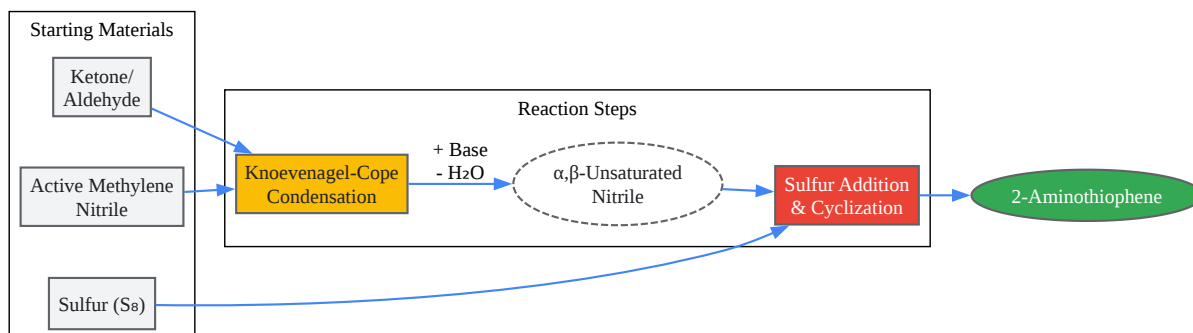 Starting Materials
Ketone/
Aldehyde
Active Methylene
Nitrile
Sulfur (S₈)
Reaction Steps
Knoevenagel-Cope
Condensation
+ Base
- H₂O
α,β-Unsaturated
Nitrile
Sulfur Addition
& Cyclization
2-Aminothiophene